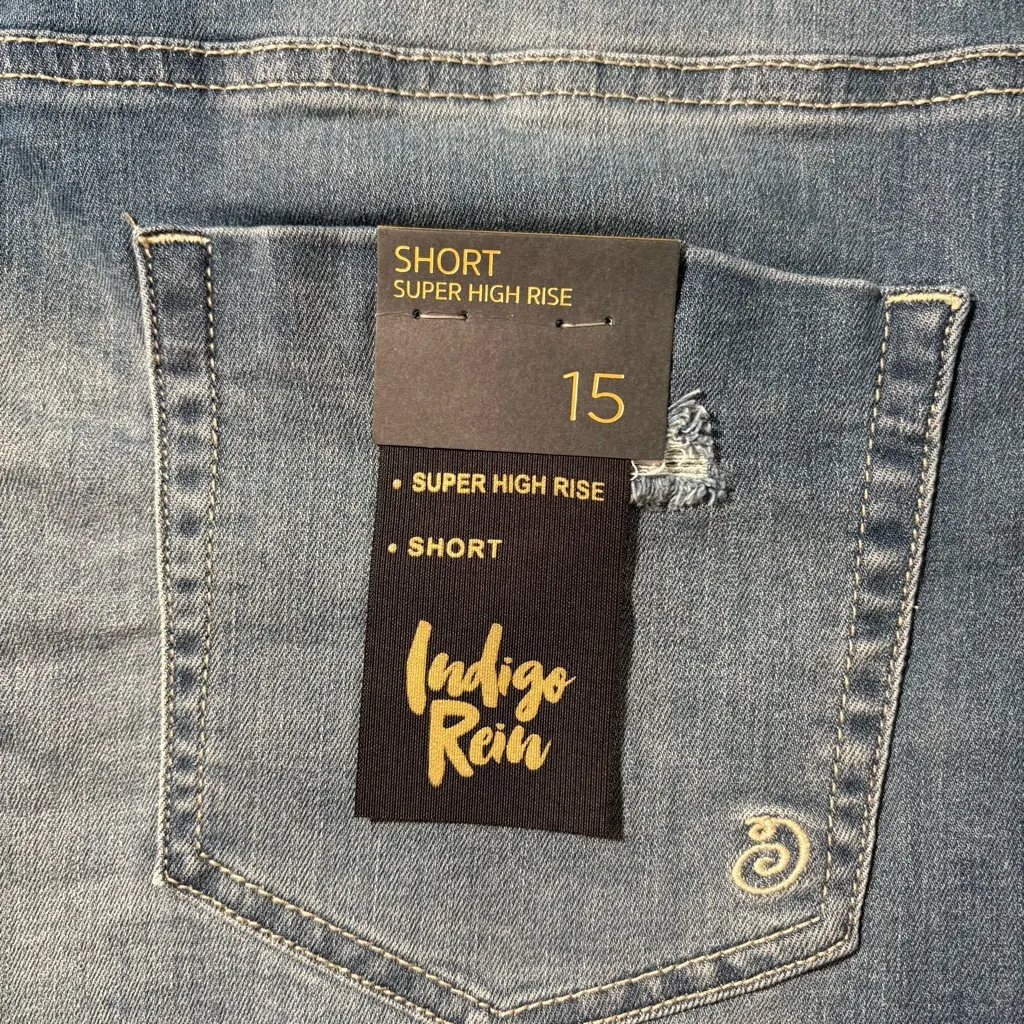 SHORT
SUPER HIGH RISE
15
• SUPER HIGH RISE
• SHORT
Indigo
Rein